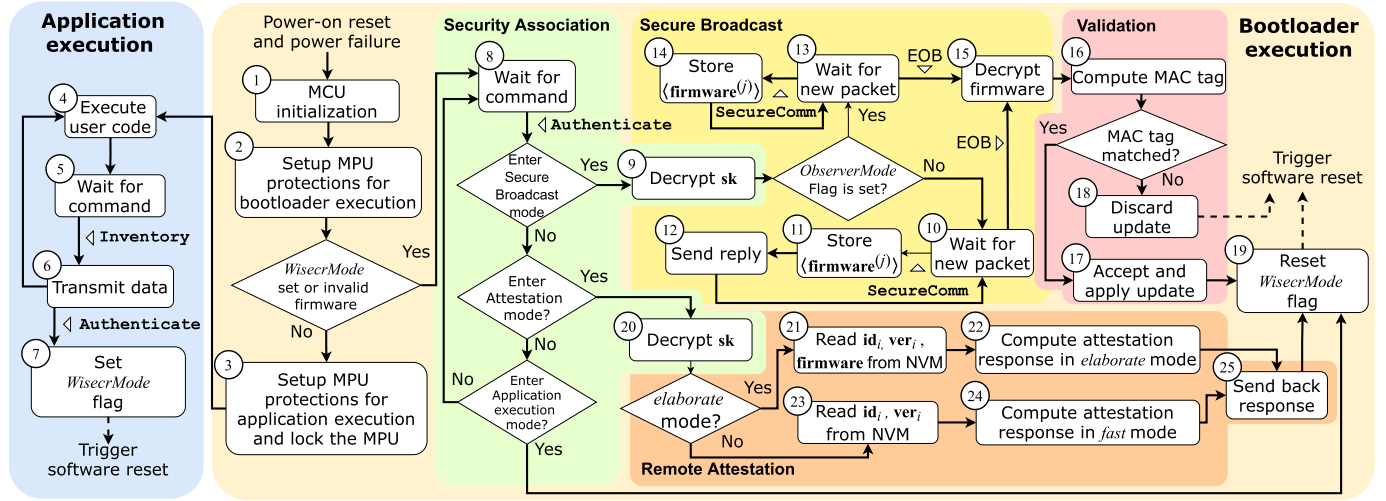 Application
execution
4
Execute
user code
5
Wait for
command
Inventory
6
Transmit data
Authenticate
7
Set
WisecrMode
flag
Trigger
software reset
Power-on reset
and power failure
1
MCU
initialization
2
Setup MPU
protections for
bootloader execution
WisecrMode
set or invalid
firmware
Yes
No
3
Setup MPU
protections for
application execution
and lock the MPU
Security Association
8
Wait for
command
Authenticate
Enter
Secure
Broadcast
mode
Yes
No
9
Decrypt sk
Enter
Attestation
mode?
Yes
No
Enter
Application
execution
mode?
No
Yes
Secure Broadcast
14
Store
⟨firmware(j)⟩
13
Wait for
new packet
SecureComm
EOB
15
Decrypt
firmware
Yes
ObserverMode
Flag is set?
No
EOB
12
Send reply
11
Store
⟨firmware(j)⟩
10
Wait for
new packet
SecureComm
Validation
16
Compute MAC tag
Yes
MAC tag
matched?
No
18
Discard
update
17
Accept and
apply update
Bootloader
execution
Trigger
software reset
19
Reset
WisecrMode
flag
20
Decrypt sk
elaborate
mode?
Yes
No
21
Read idi, veri ,
firmware from NVM
22
Compute attestation
response in elaborate mode
23
Read idi , veri
from NVM
24
Compute attestation
response in fast mode
25
Send back
response
Remote Attestation